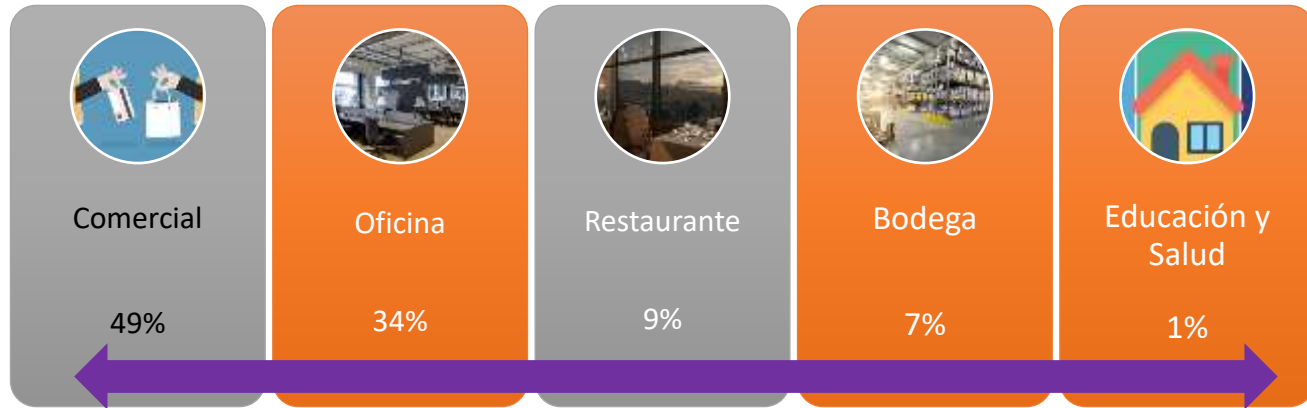 Comercial
49%
Oficina
34%
Restaurante
9%
Bodega
7%
Educación y
Salud
1%